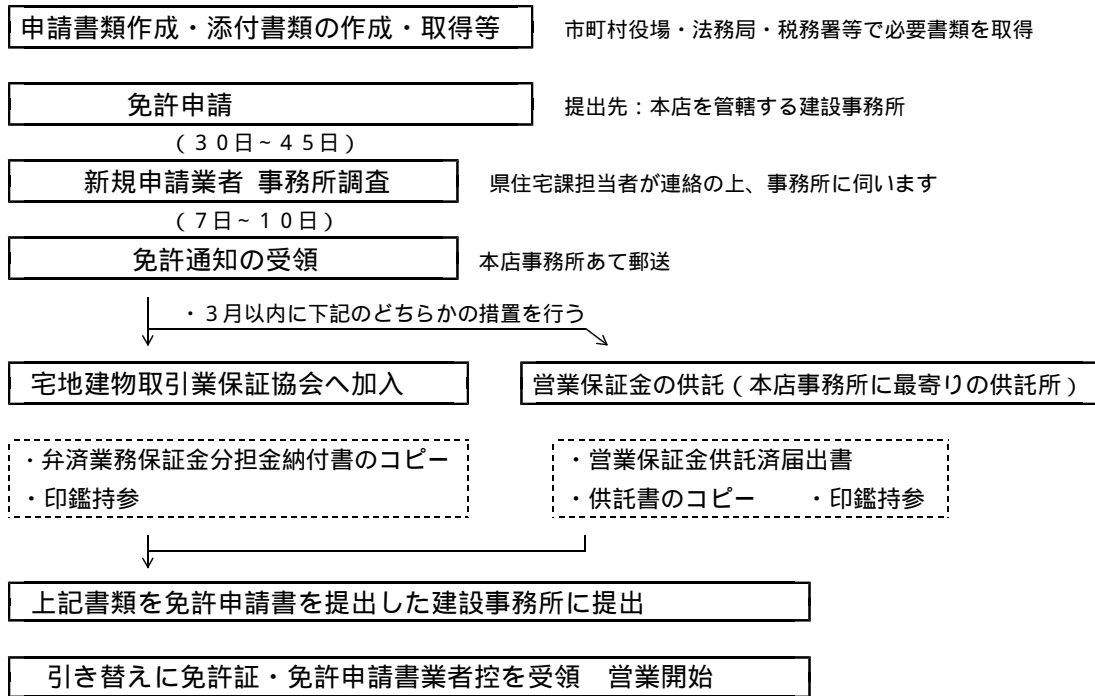 申請書類作成・添付書類の作成・取得等　市町村役場・法務局・税務署等で必要書類を取得
免許申請　提出先：本店を管轄する建設事務所
（３０日~４５日）
新規申請業者 事務所調査　県住宅課担当者が連絡の上、事務所に伺います
（７日~１０日）
免許通知の受領　本店事務所あて郵送
・３月以内に下記のどちらかの措置を行う
宅地建物取引業保証協会へ加入　営業保証金の供託（本店事務所に最寄りの供託所）
・弁済業務保証金分担金納付書のコピー　・営業保証金供託済届出書
・印鑑持参　・供託書のコピー　・印鑑持参
上記書類を免許申請書を提出した建設事務所に提出
引き替えに免許証・免許申請書業者控を受領　営業開始